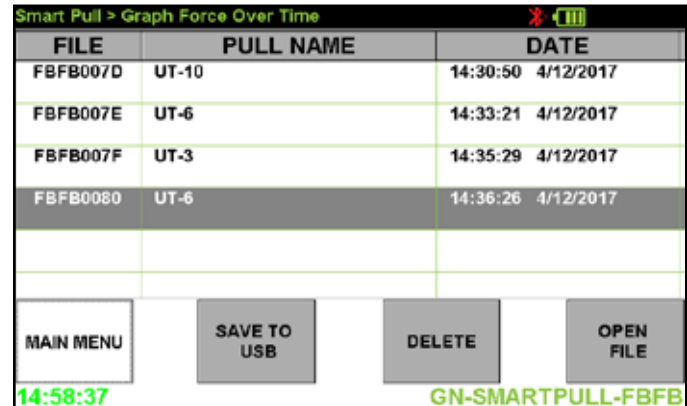 Smart Pull > Graph Force Over Time
FILE PULL NAME DATE
FBFB007D UT-10 14:30:50 4/12/2017
FBFB007E UT-6 14:33:21 4/12/2017
FBFB007F UT-3 14:35:29 4/12/2017
FBFB0080 UT-6 14:36:26 4/12/2017
MAIN MENU
SAVE TO
USB
DELETE
OPEN
FILE
14:58:37 GN-SMARTPULL-FBFB